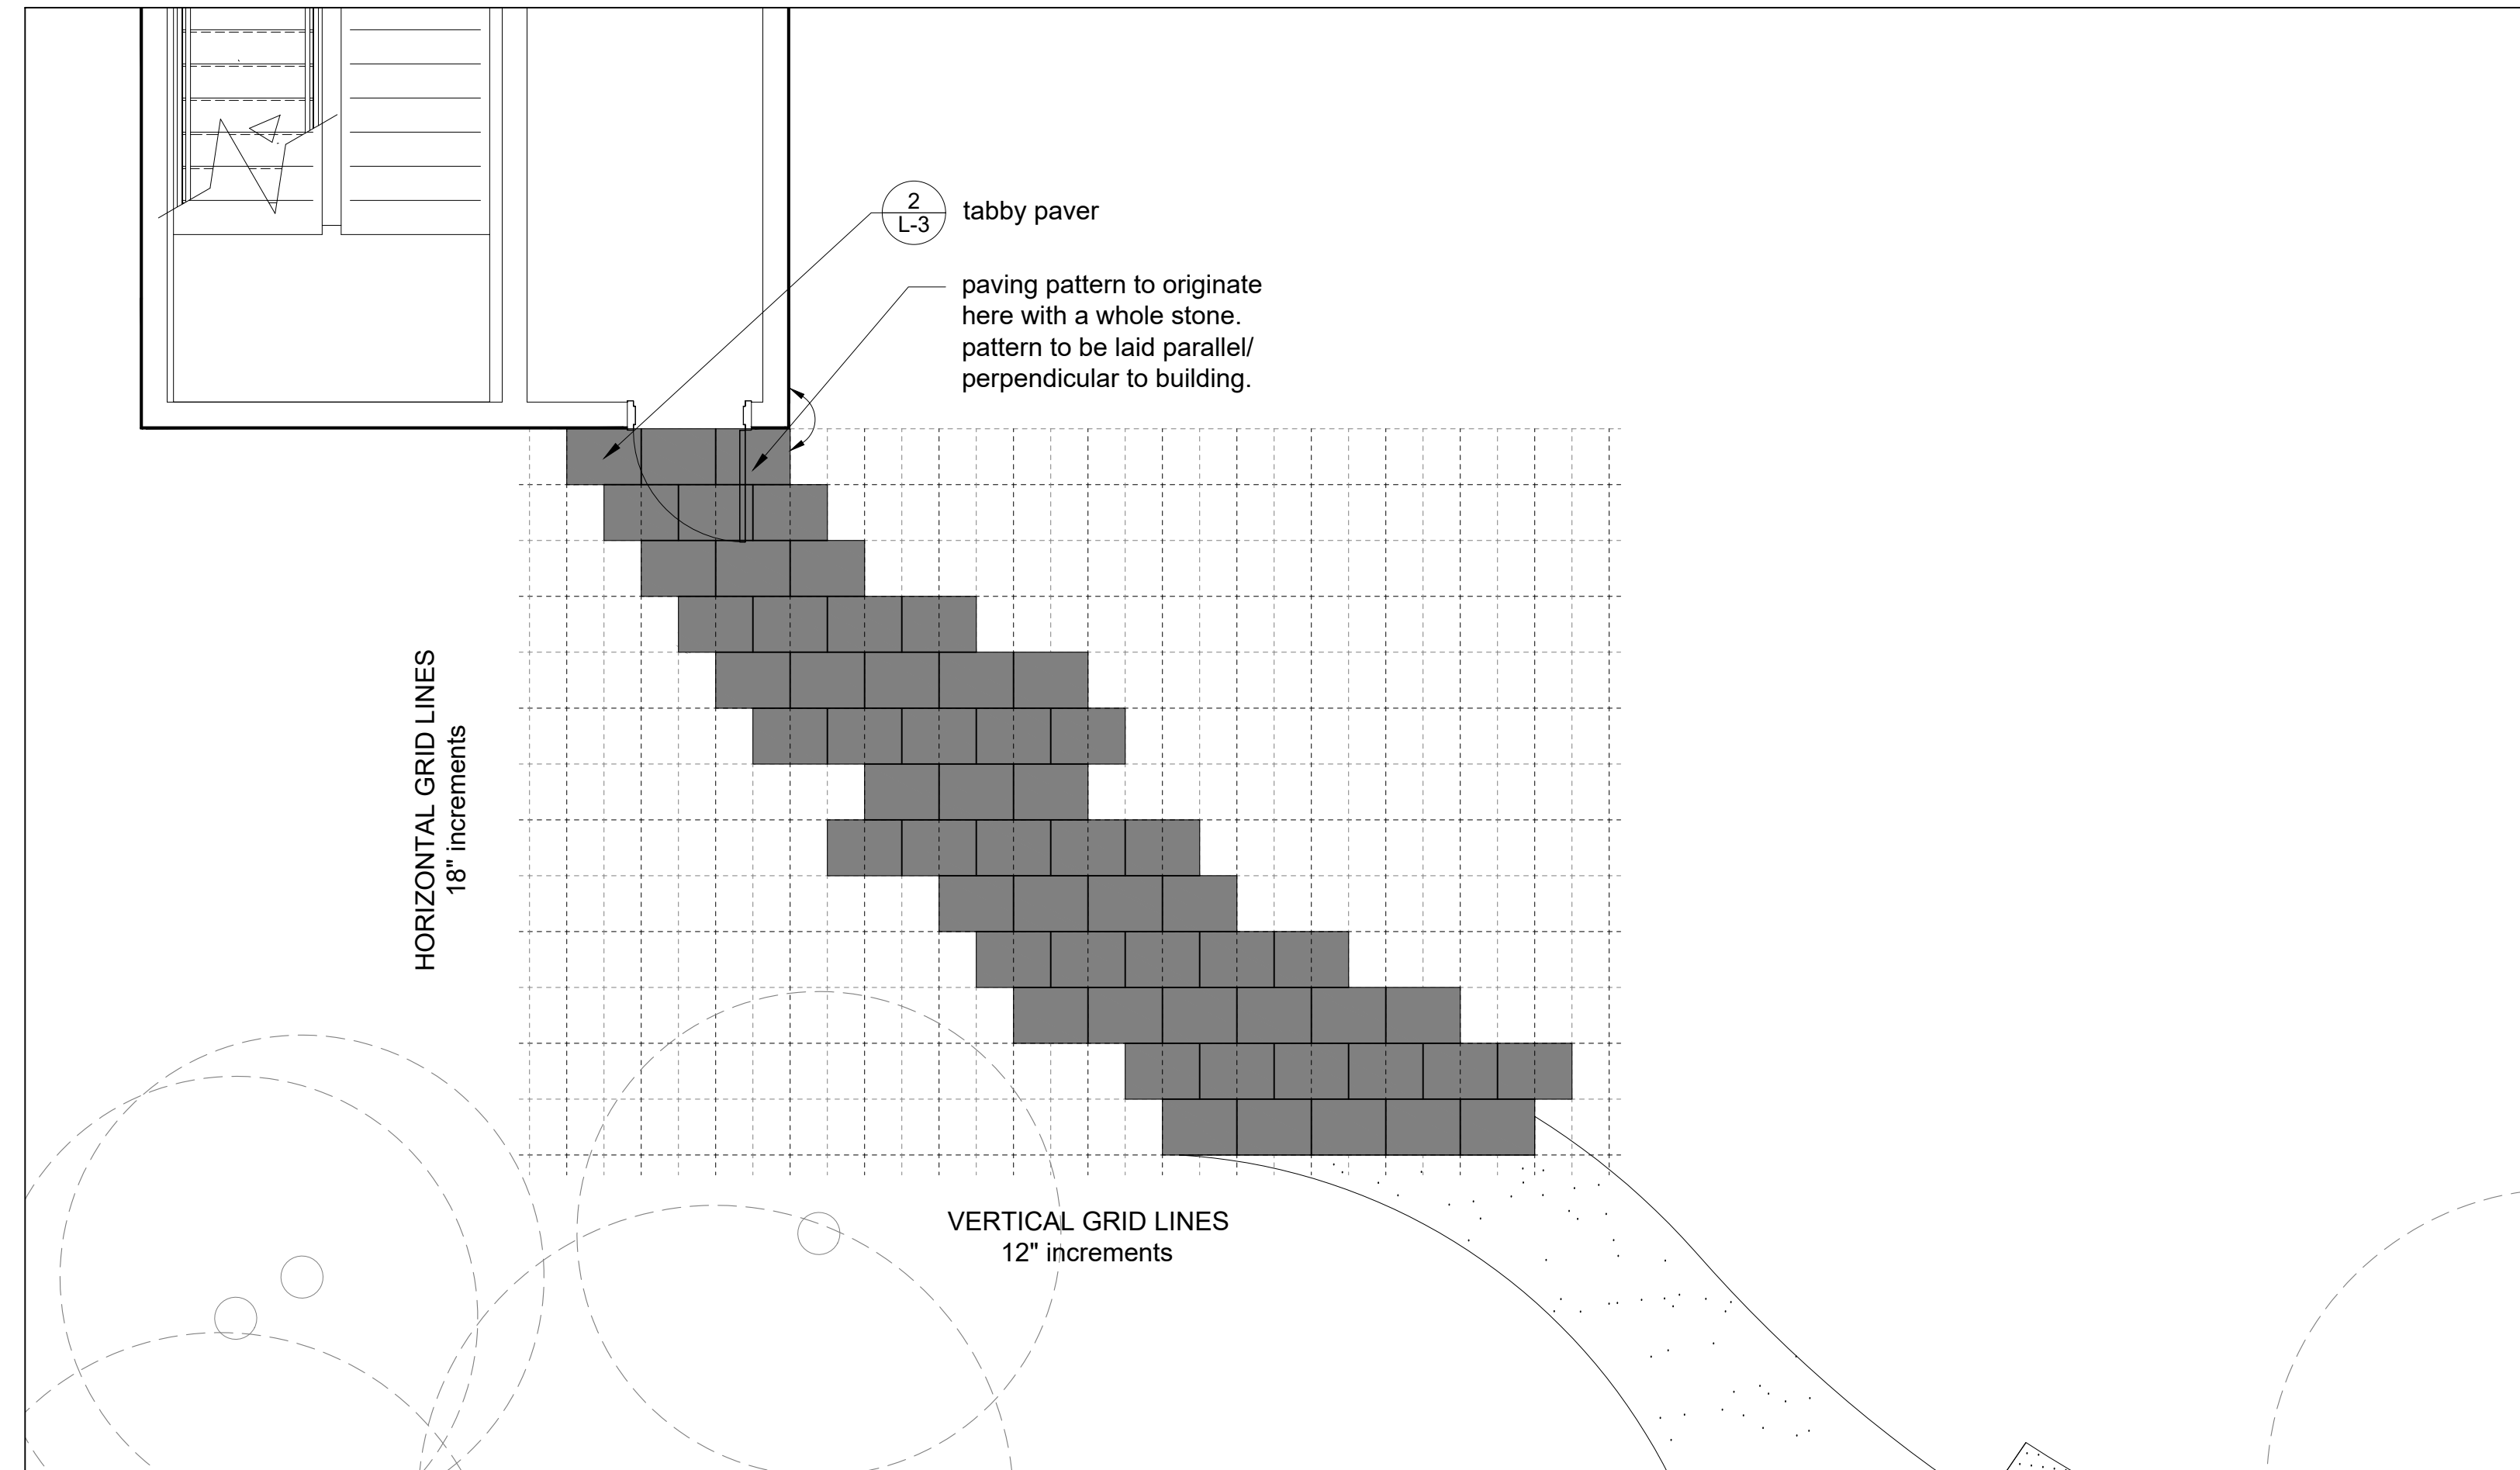 2
L-3
tabby paver
paving pattern to originate
here with a whole stone.
pattern to be laid parallel/
perpendicular to building.
HORIZONTAL GRID LINES
18" increments
VERTICAL GRID LINES
12" increments